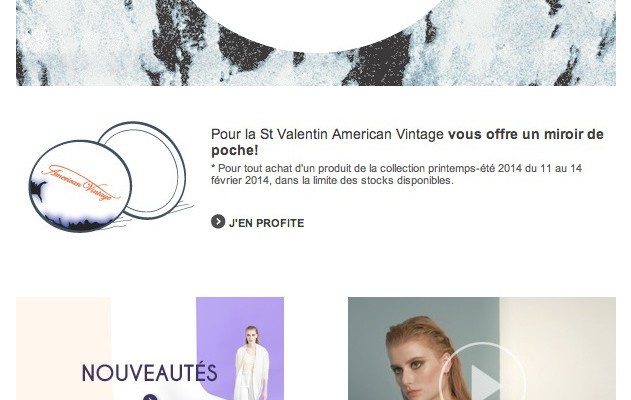 American Vintage
Pour la St Valentin American Vintage vous offre un miroir de
poche!
* Pour tout achat d'un produit de la collection printemps-été 2014 du 11 au 14
février 2014, dans la limite des stocks disponibles.
J'EN PROFITE
NOUVEAUTÉS